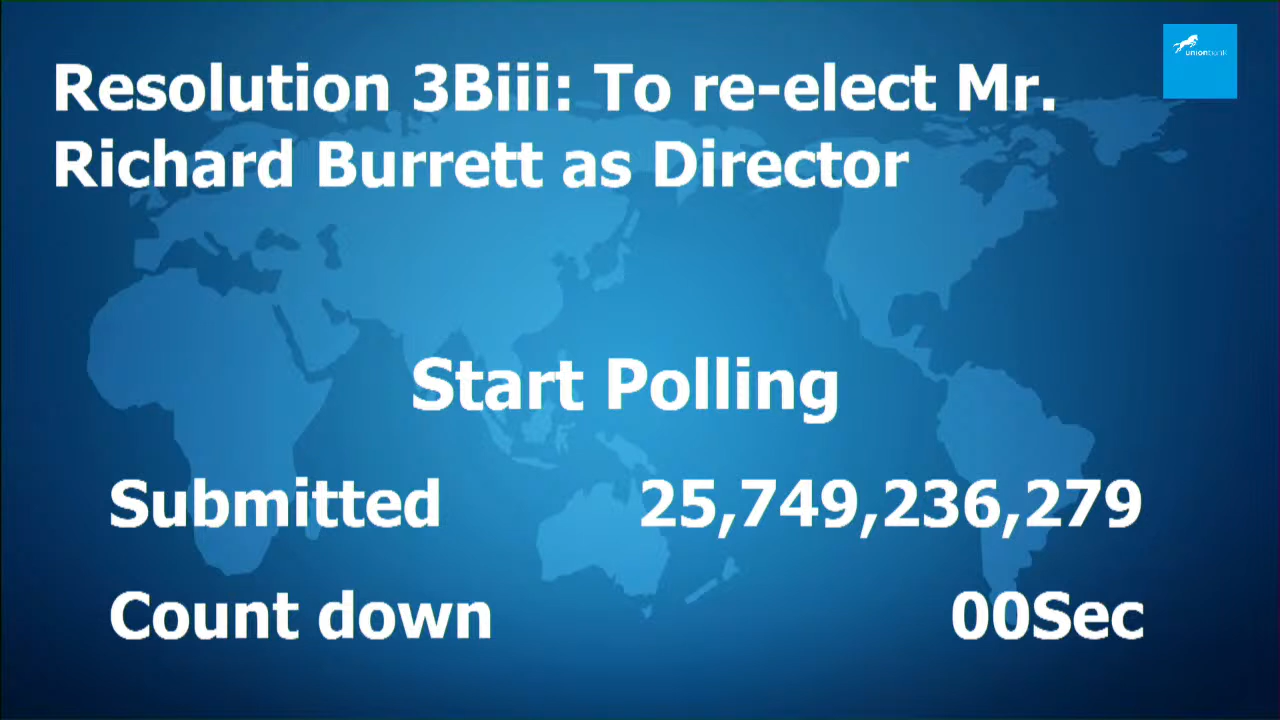 unionbank
Resolution 3Biii: To re-elect Mr.
Richard Burrett as Director
Start Polling
Submitted 25,749,236,279
Count down 00Sec